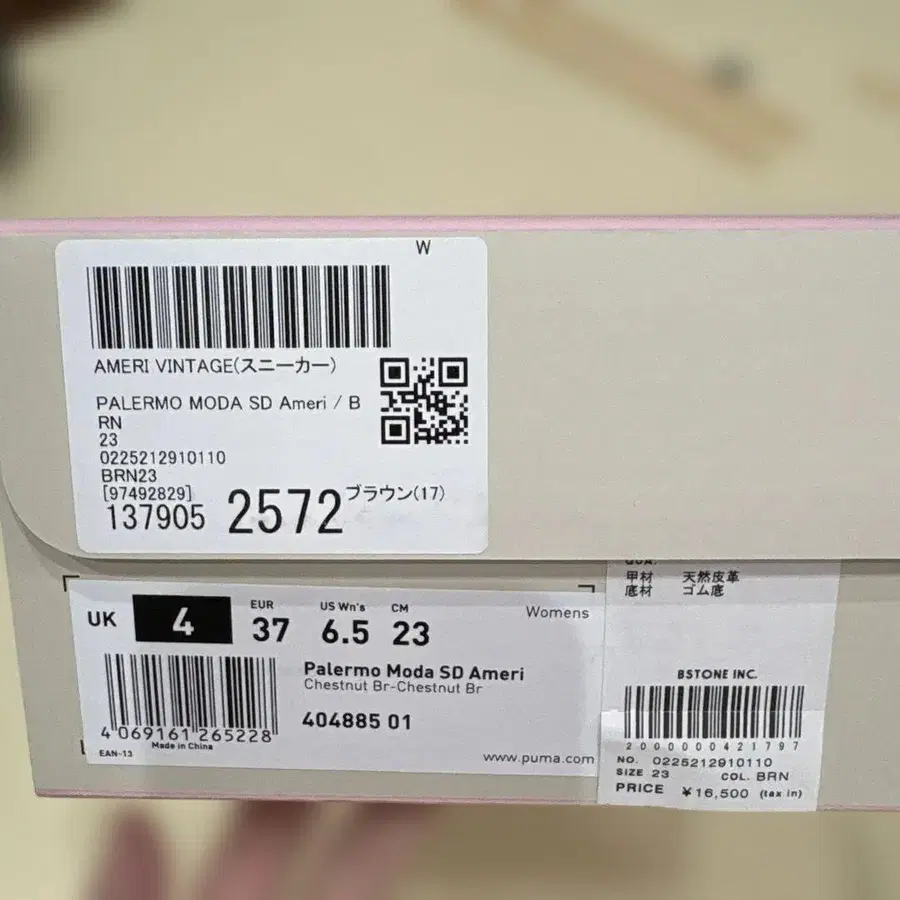 W
AMERI VINTAGE(スニーカー)
PALERMO MODA SD Ameri / B
RN
23
0225212910110
BRN23
[97492829]
137905 2572 ブラウン(17)
UK 4 EUR 37 US Wn's 6.5 CM 23 Womens
Palermo Moda SD Ameri
Chestnut Br-Chestnut Br
404885 01
4 069161 265228
Made in China
EAN-13
www.puma.com
甲材 天然皮革
底材 ゴム底
BSTONE INC.
2000000421797
NO. 0225212910110
SIZE 23 COL. BRN
PRICE ¥16,500 (tax in)